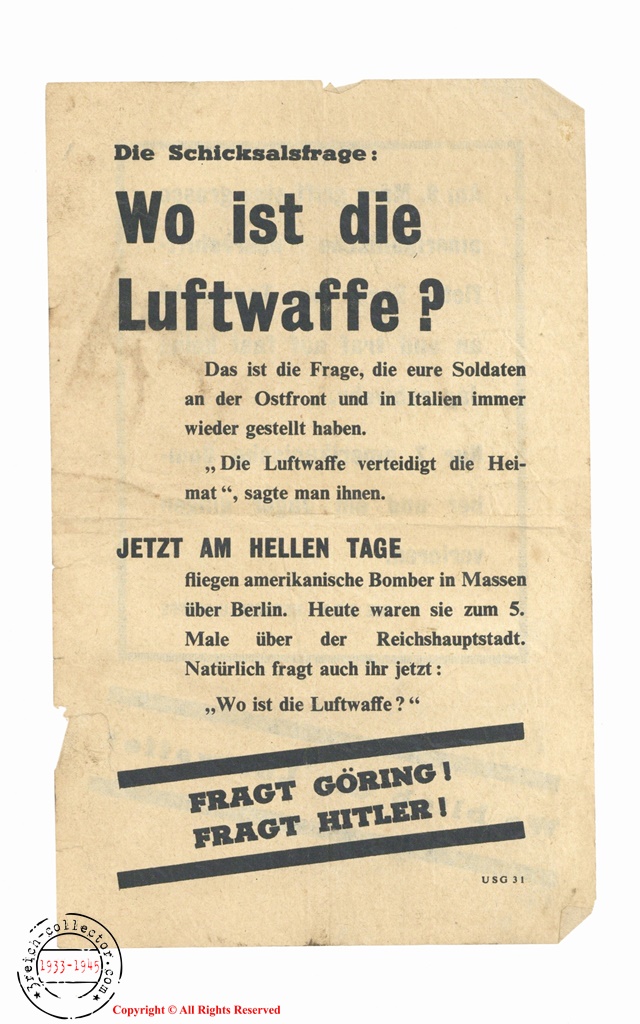 Die Schicksalsfrage:
Wo ist die
Luftwaffe?
Das ist die Frage, die eure Soldaten
an der Ostfront und in Italien immer
wieder gestellt haben.
„Die Luftwaffe verteidigt die Hei-
mat“, sagte man ihnen.
JETZT AM HELLEN TAGE
fliegen amerikanische Bomber in Massen
über Berlin. Heute waren sie zum 5.
Male über der Reichshauptstadt.
Natürlich fragt auch ihr jetzt:
„Wo ist die Luftwaffe?“
FRAGT GÖRING!
FRAGT HITLER!
USG 31
3reich-collector.com
1933-1945
Copyright © All Rights Reserved